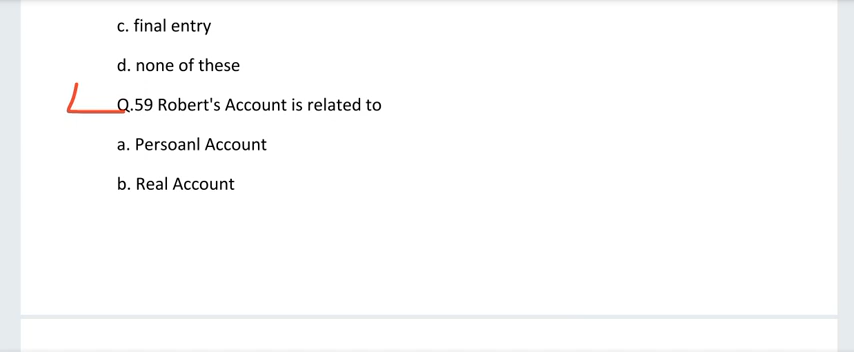 c. final entry
d. none of these
Q.59 Robert's Account is related to
a. Persoanl Account
b. Real Account